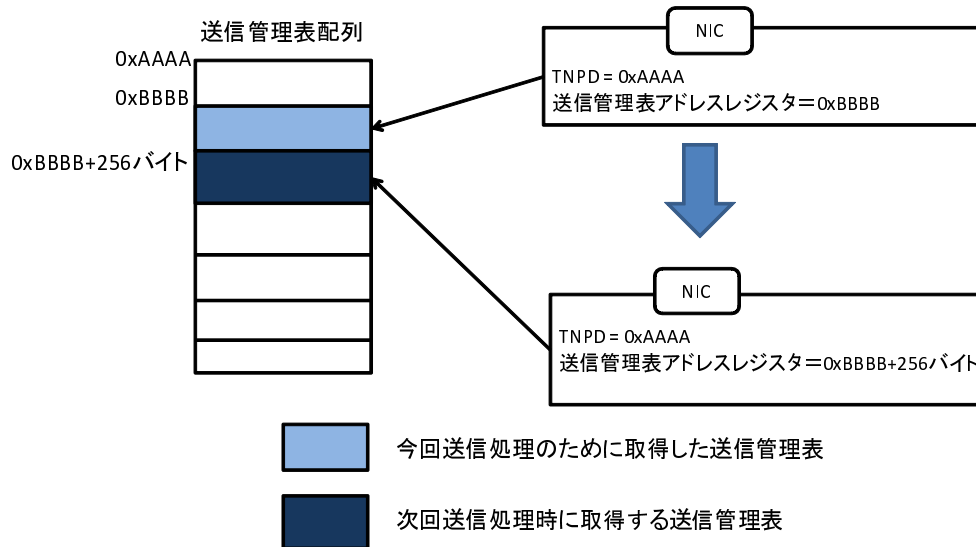 送信管理表配列
0xAAAA
0xBBBB
0xBBBB+256バイト
NIC
TNPD = 0xAAAA
送信管理表アドレスレジスター=0xBBBB
NIC
TNPD = 0xAAAA
送信管理表アドレスレジスター=0xBBBB+256バイト
今回送信処理のために取得した送信管理表
次回送信処理時に取得する送信管理表